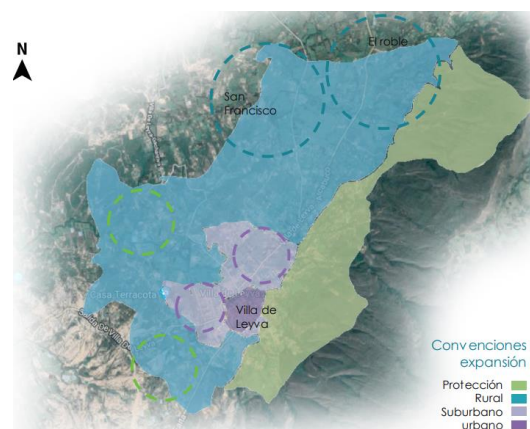 N
El roble
San
Francisco
Casa Terracota
Villa de
Leyva
Convenciones
expansión
Protección
Rural
Suburbano
urbano